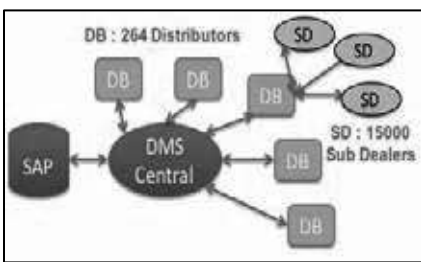 DB : 264 Distributors
SD
SD
DB
DB
DB
SD
SD : 15000
Sub Dealers
SAP
DMS
Central
DB
DB